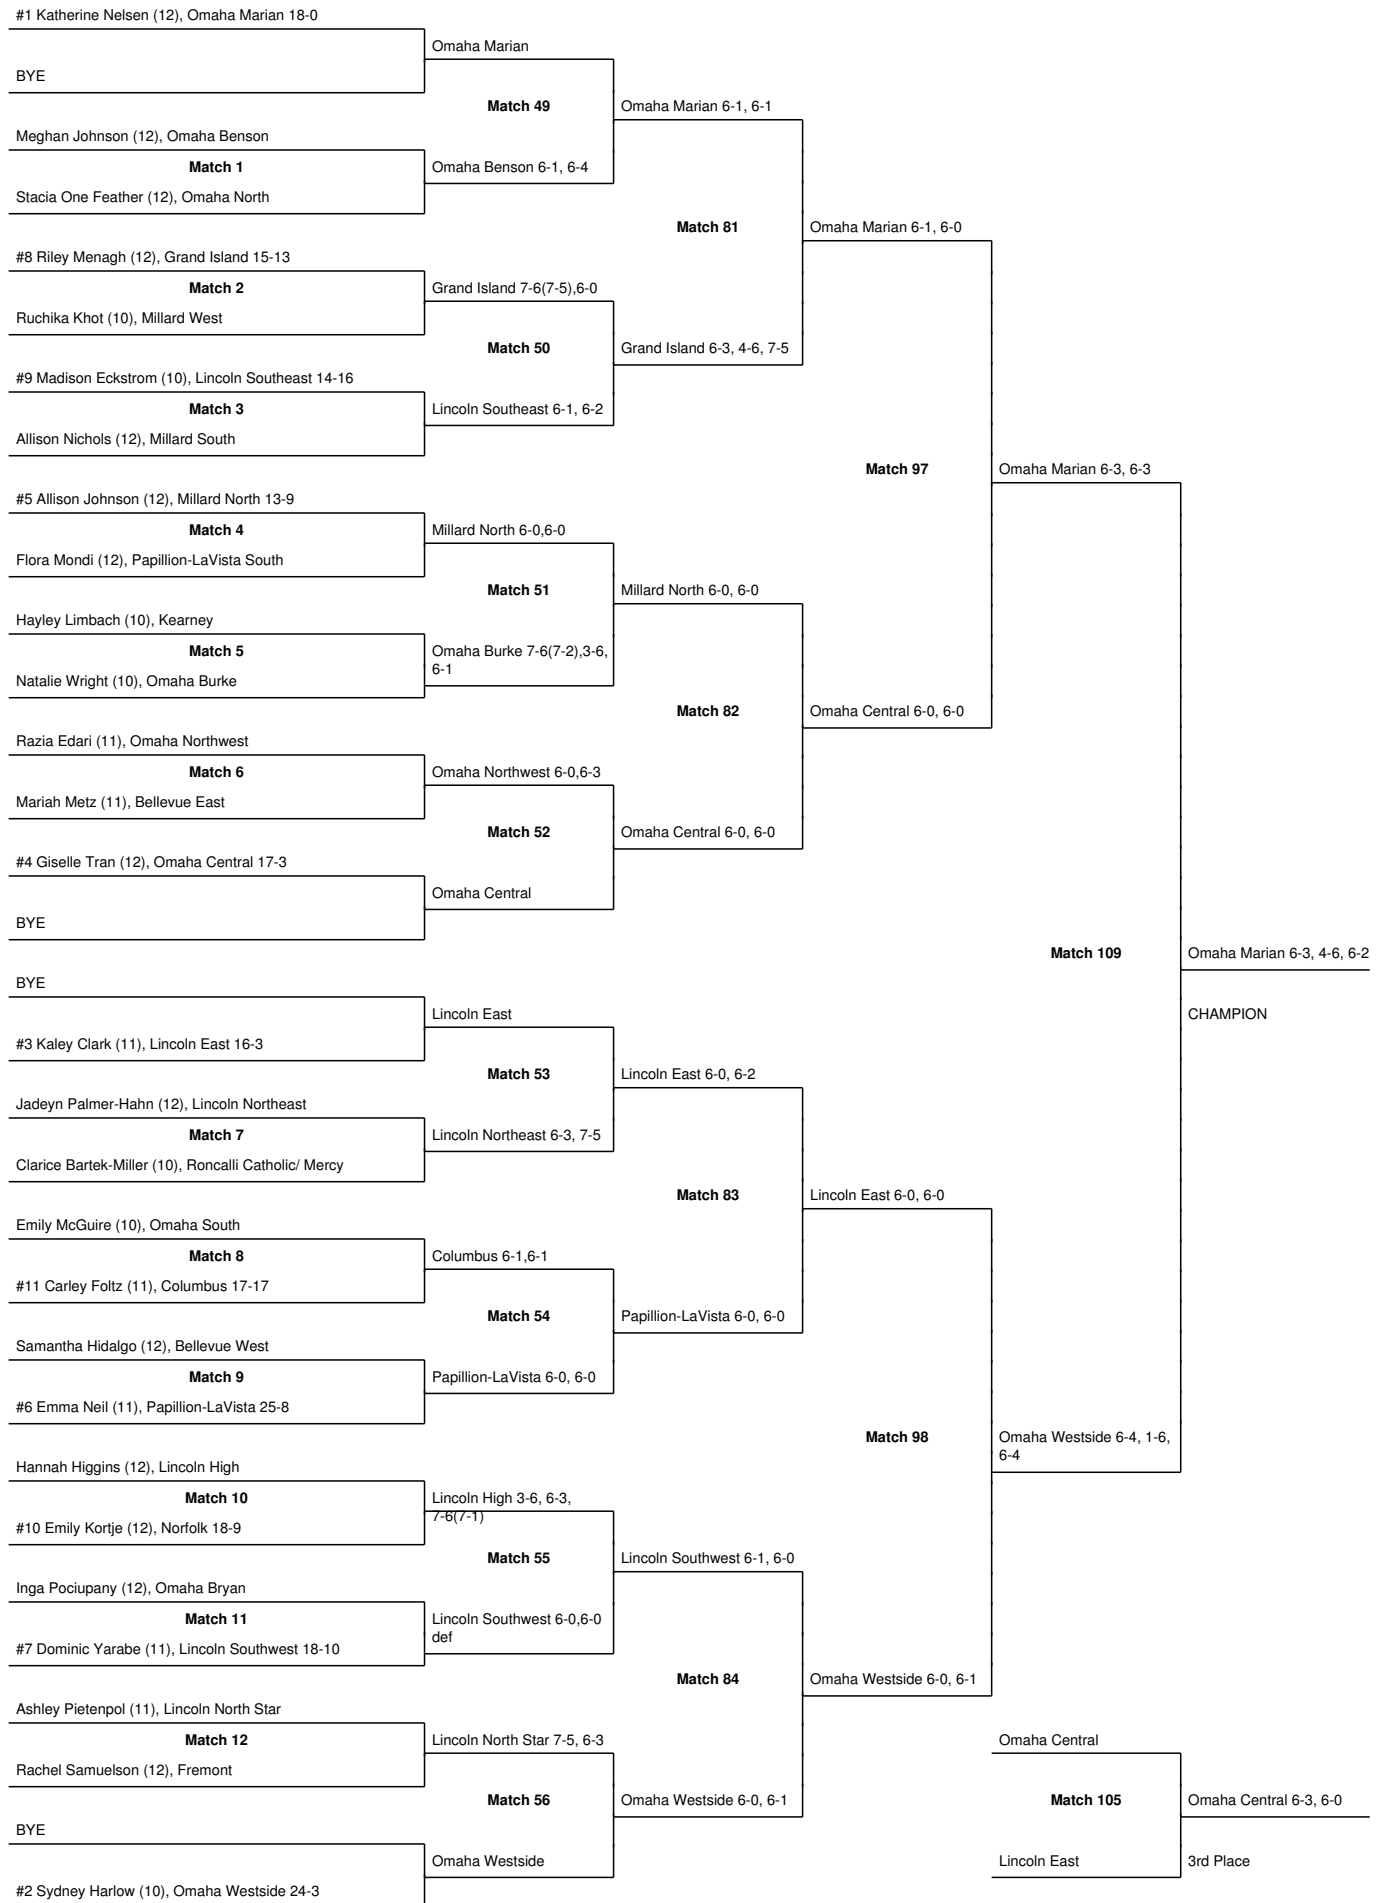 #1 Katherine Nelsen (12), Omaha Marian 18-0
Omaha Marian
BYE
Match 49
Omaha Marian 6-1, 6-1
Meghan Johnson (12), Omaha Benson
Match 1
Omaha Benson 6-1, 6-4
Stacia One Feather (12), Omaha North
Match 81
Omaha Marian 6-1, 6-0
#8 Riley Menagh (12), Grand Island 15-13
Match 2
Grand Island 7-6(7-5),6-0
Ruchika Khot (10), Millard West
Match 50
Grand Island 6-3, 4-6, 7-5
#9 Madison Eckstrom (10), Lincoln Southeast 14-16
Match 3
Lincoln Southeast 6-1, 6-2
Allison Nichols (12), Millard South
Match 97
Omaha Marian 6-3, 6-3
#5 Allison Johnson (12), Millard North 13-9
Match 4
Millard North 6-0,6-0
Flora Mondi (12), Papillion-LaVista South
Match 51
Millard North 6-0, 6-0
Hayley Limbach (10), Kearney
Match 5
Omaha Burke 7-6(7-2),3-6,
6-1
Natalie Wright (10), Omaha Burke
Match 82
Omaha Central 6-0, 6-0
Razia Edari (11), Omaha Northwest
Match 6
Omaha Northwest 6-0,6-3
Mariah Metz (11), Bellevue East
Match 52
Omaha Central 6-0, 6-0
#4 Giselle Tran (12), Omaha Central 17-3
Omaha Central
BYE
Match 109
Omaha Marian 6-3, 4-6, 6-2
BYE
Lincoln East
CHAMPION
#3 Kaley Clark (11), Lincoln East 16-3
Match 53
Lincoln East 6-0, 6-2
Jadeyn Palmer-Hahn (12), Lincoln Northeast
Match 7
Lincoln Northeast 6-3, 7-5
Clarice Bartek-Miller (10), Roncalli Catholic/ Mercy
Match 83
Lincoln East 6-0, 6-0
Emily McGuire (10), Omaha South
Match 8
Columbus 6-1,6-1
#11 Carley Foltz (11), Columbus 17-17
Match 54
Papillion-LaVista 6-0, 6-0
Samantha Hidalgo (12), Bellevue West
Match 9
Papillion-LaVista 6-0, 6-0
#6 Emma Neil (11), Papillion-LaVista 25-8
Match 98
Omaha Westside 6-4, 1-6,
6-4
Hannah Higgins (12), Lincoln High
Match 10
Lincoln High 3-6, 6-3,
7-6(7-1)
#10 Emily Kortje (12), Norfolk 18-9
Match 55
Lincoln Southwest 6-1, 6-0
Inga Pociupany (12), Omaha Bryan
Match 11
Lincoln Southwest 6-0,6-0
def
#7 Dominic Yarabe (11), Lincoln Southwest 18-10
Match 84
Omaha Westside 6-0, 6-1
Ashley Pietenpol (11), Lincoln North Star
Match 12
Lincoln North Star 7-5, 6-3
Omaha Central
Rachel Samuelson (12), Fremont
Match 56
Omaha Westside 6-0, 6-1
Match 105
Omaha Central 6-3, 6-0
BYE
Omaha Westside
Lincoln East
3rd Place
#2 Sydney Harlow (10), Omaha Westside 24-3